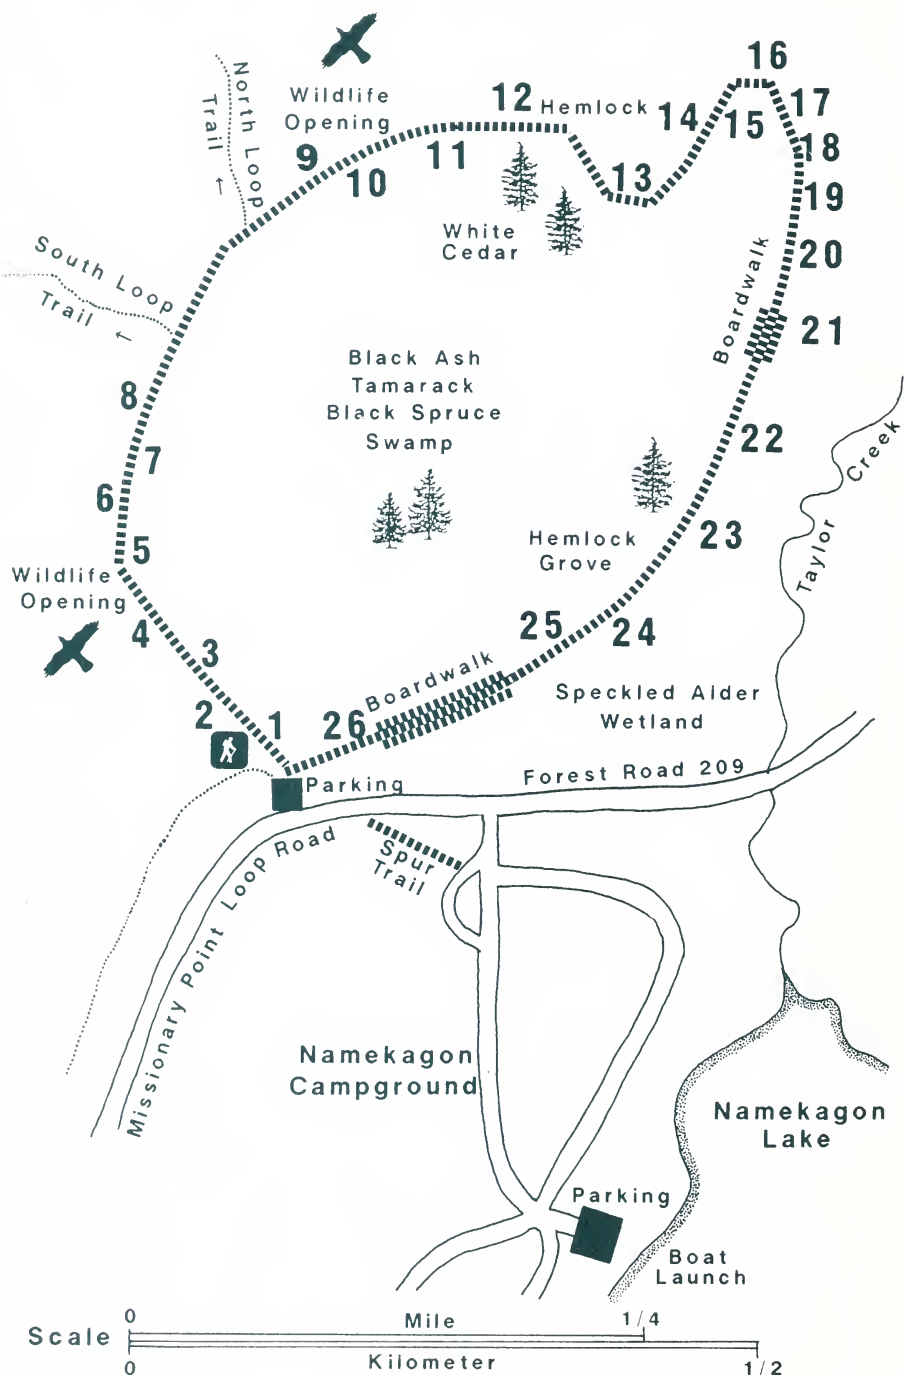 16
Wildlife
Opening
12
Hemlock
14
15
17
18
19
20
North Loop
Trail
9
10
11
13
White
Cedar
South Loop
Trail
Boardwalk
21
Black Ash
Tamarack
Black Spruce
Swamp
8
7
6
5
22
23
Taylor Creek
Hemlock
Grove
Wildlife
Opening
4
3
2
1
25
24
Boardwalk
26
Speckled Alder
Wetland
Parking
Forest Road 209
Missionary Point Loop Road
Spur
Trail
Namekagon
Campground
Namekagon
Lake
Parking
Boat
Launch
Scale
0
Mile
1/4
0
Kilometer
1/2